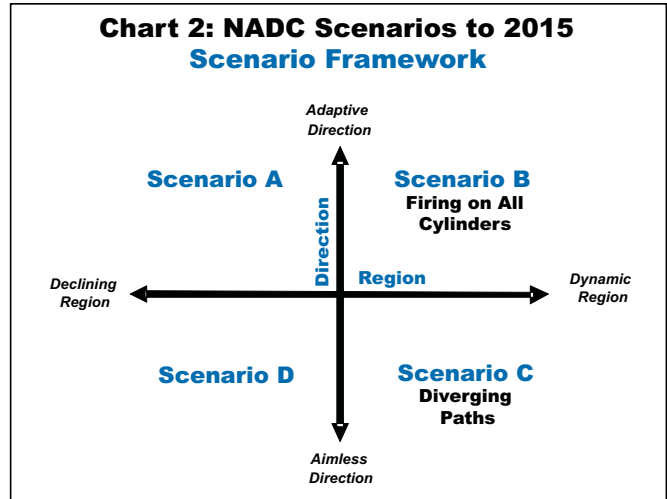 Chart 2: NADC Scenarios to 2015
Scenario Framework
Adaptive
Direction
Scenario A
Scenario B
Firing on All
Cylinders
Direction
Region
Declining
Region
Dynamic
Region
Scenario D
Scenario C
Diverging
Paths
Aimless
Direction